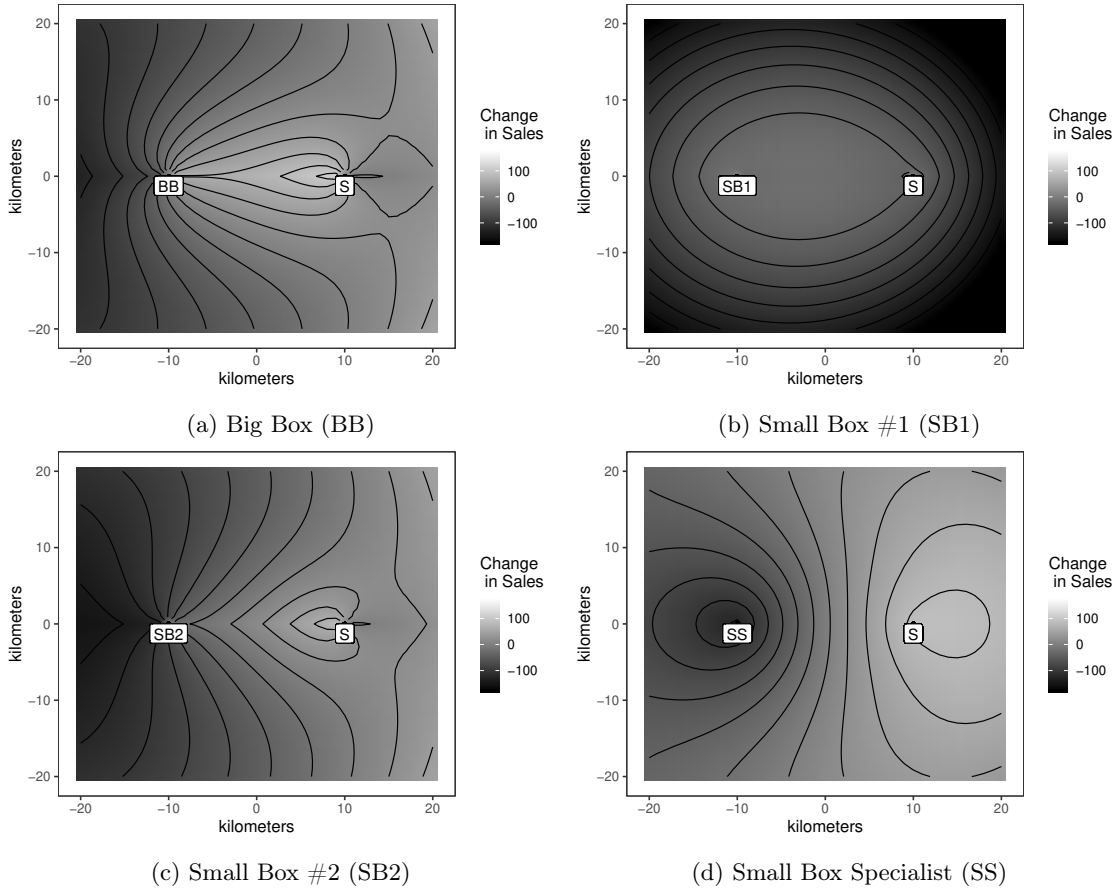 20
10
0
−10
−20
kilometers
−20
−10
0
10
20
kilometers
BB
S
Change
in Sales
100
0
−100
(a) Big Box (BB)
20
10
0
−10
−20
kilometers
−20
−10
0
10
20
kilometers
SB1
S
Change
in Sales
100
0
−100
(b) Small Box #1 (SB1)
20
10
0
−10
−20
kilometers
−20
−10
0
10
20
kilometers
SB2
S
Change
in Sales
100
0
−100
(c) Small Box #2 (SB2)
20
10
0
−10
−20
kilometers
−20
−10
0
10
20
kilometers
SS
S
Change
in Sales
100
0
−100
(d) Small Box Specialist (SS)